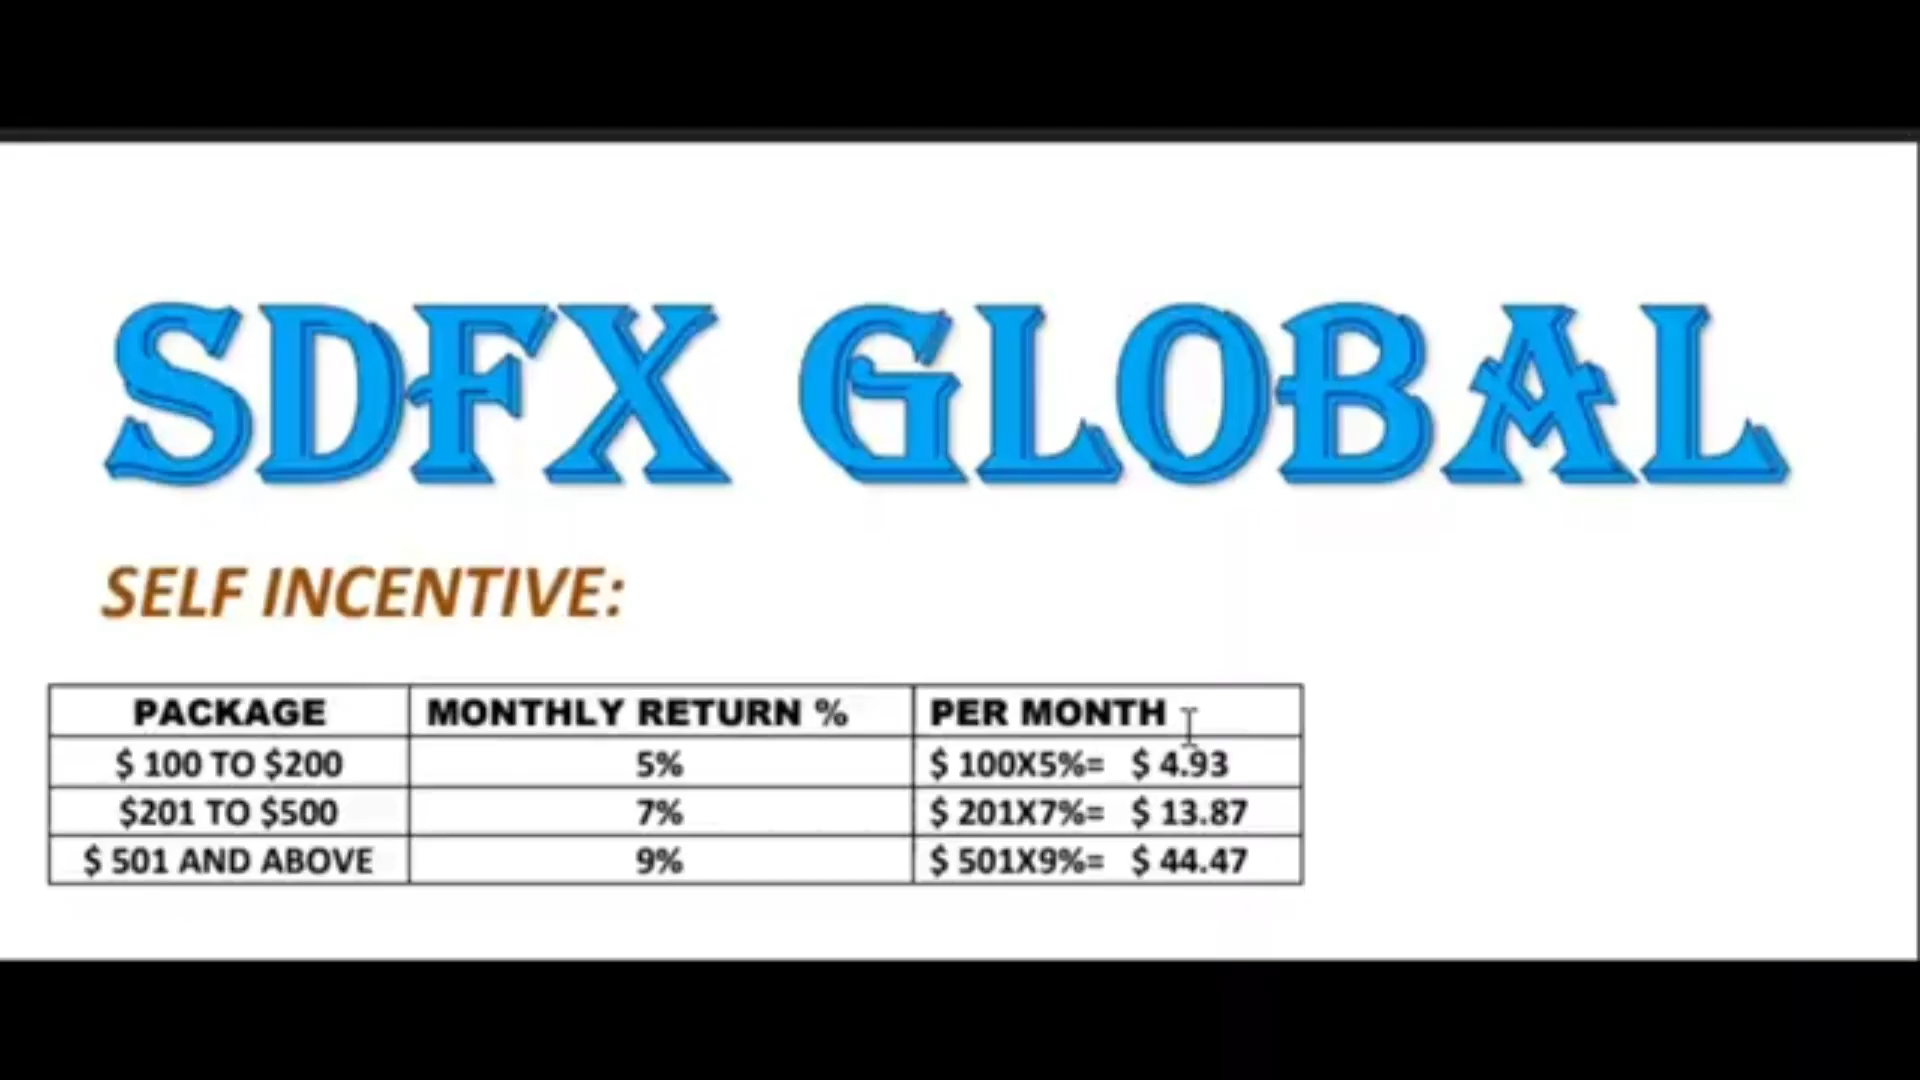 SDFX GLOBAL
SELF INCENTIVE:
PACKAGE MONTHLY RETURN % PER MONTH
$ 100 TO $200 5% $ 100X5%= $ 4.93
$201 TO $500 7% $ 201X7%= $ 13.87
$ 501 AND ABOVE 9% $ 501X9%= $ 44.47